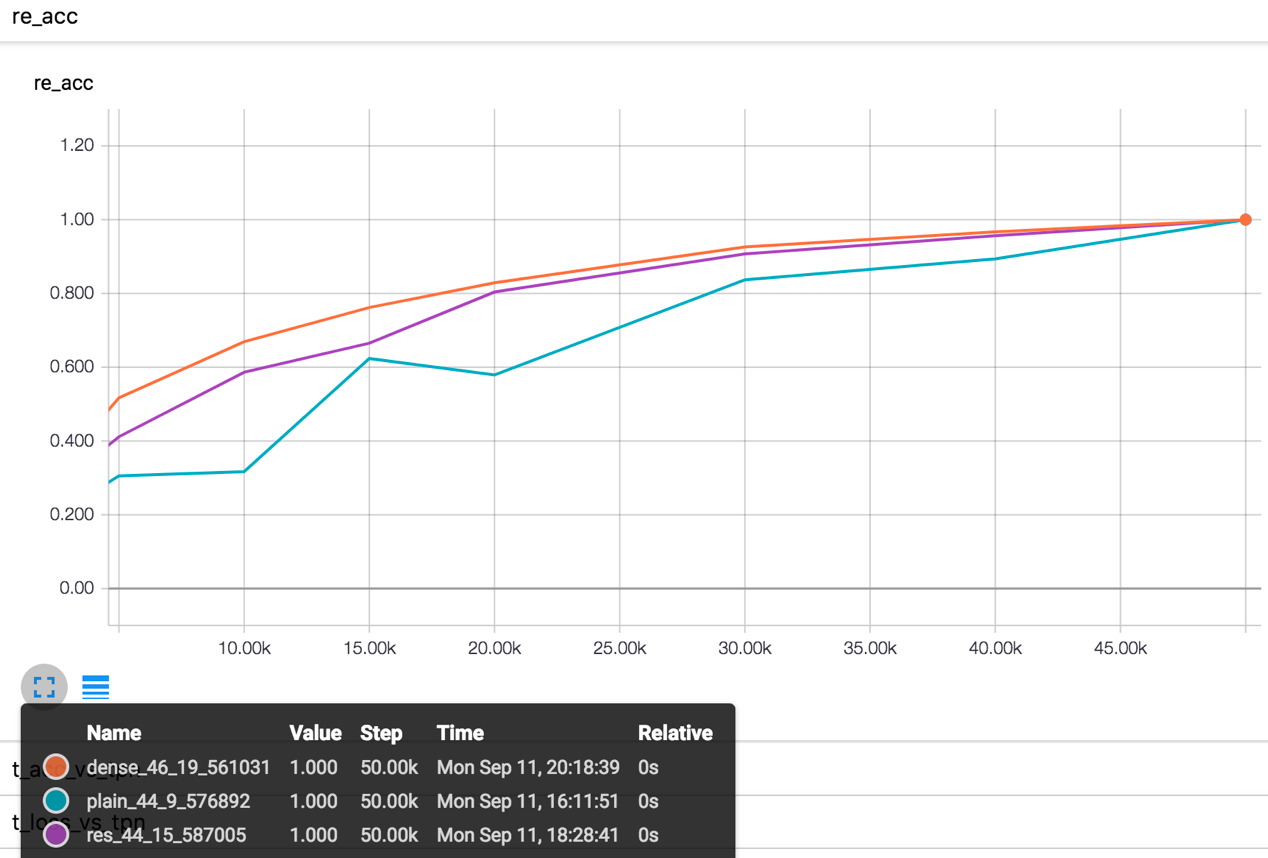 re_acc
re_acc
1.20
1.00
0.800
0.600
0.400
0.200
0.00
10.00k 15.00k 20.00k 25.00k 30.00k 35.00k 40.00k 45.00k
Name Value Step Time Relative
dense_46_19_561031 1.000 50.00k Mon Sep 11, 20:18:39 0s
t_acc_vs_tpn
plain_44_9_576892 1.000 50.00k Mon Sep 11, 16:11:51 0s
t_loss_vs_tpn
res_44_15_587005 1.000 50.00k Mon Sep 11, 18:28:41 0s